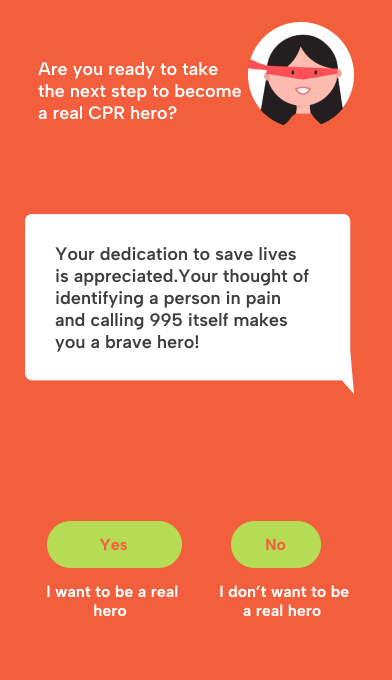 Are you ready to take
the next step to become
a real CPR hero?
Your dedication to save lives
is appreciated.Your thought of
identifying a person in pain
and calling 995 itself makes
you a brave hero!
Yes
No
I want to be a real
hero
I don't want to be
a real hero